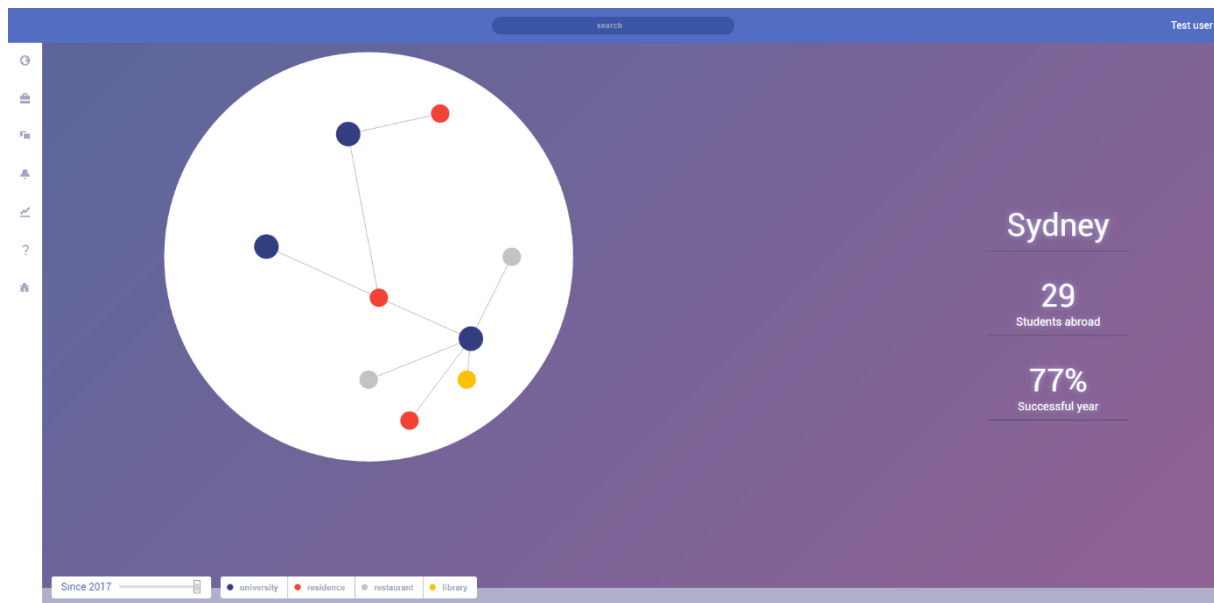 search
Test user
?
Sydney
29
Students abroad
77%
Successful year
Since 2017
university
residence
restaurant
library